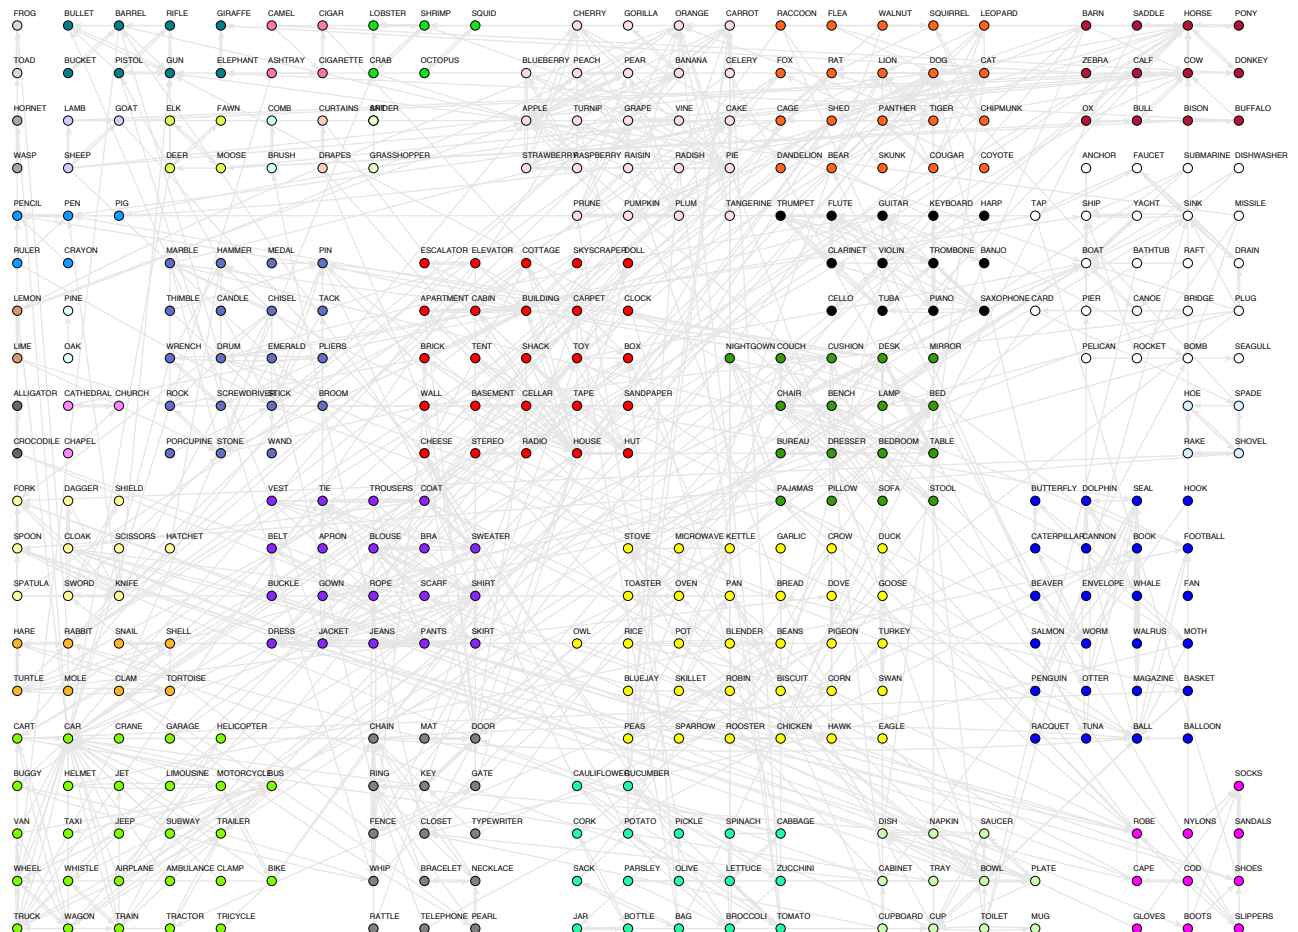 FROG BULLET BARREL RIFLE GIRAFFE CAMEL CIGAR LOBSTER SHRIMP SQUID CHERRY GORILLA ORANGE CARROT RACCOON FLEA WALNUT SQUIRREL LEOPARD BARN SADDLE HORSE PONY
TOAD BUCKET PISTOL GUN ELEPHANT ASHTRAY CIGARETTE CRAB OCTOPUS BLUEBERRY PEACH PEAR BANANA CELERY FOX RAT LION DOG CAT ZEBRA CALF COW DONKEY
HORNET LAMB GOAT ELK FAWN COMB CURTAINS APPLE TURNIP GRAPE VINE CAKE CAGE SHED PANTHER TIGER CHIPMUNK OX BULL BISON BUFFALO
WASP SHEEP DEER MOOSE BRUSH DRAPES GRASSHOPPER STRAWBERRY RASPBERRY RAISIN RADISH PIE DANDELION BEAR SKUNK COUGAR COYOTE ANCHOR FAUCET SUBMARINE DISHWASHER
PENCIL PEN PIG PRUNE PUMPKIN PLUM TANGERINE TRUMPET FLUTE GUITAR KEYBOARD HARP TAP SHIP YACHT SINK MISSILE
RULER CRAYON MARBLE HAMMER MEDAL PIN ESCALATOR ELEVATOR COTTAGE SKYSCRAPER DOLL CLARINET VIOLIN TROMBONE BANJO BOAT BATHTUB RAFT DRAIN
LEMON PINE THIMBLE CANDLE CHISEL TACK APARTMENT CABIN BUILDING CARPET CLOCK CELLO TUBA PIANO SAXOPHONE CARD PIER CANOE BRIDGE PLUG
LIME OAK WRENCH DRUM EMERALD PLIERS BRICK TENT SHACK TOY BOX NIGHTGOWN COUCH CUSHION DESK MIRROR PELICAN ROCKET BOMB SEAGULL
ALLIGATOR CATHEDRAL CHURCH ROCK SCREWDRIVER STICK BROOM WALL BASEMENT CELLAR TAPE SANDPAPER CHAIR BENCH LAMP BED HOE SPADE
CROCODILE CHAPEL PORCUPINE STONE WAND CHEESE STEREO RADIO HOUSE HUT BUREAU DRESSER BEDROOM TABLE RAKE SHOVEL
FORK DAGGER SHIELD VEST TIE TROUSERS COAT PAJAMAS PILLOW SOFA STOOL BUTTERFLY DOLPHIN SEAL HOOK
SPOON CLOAK SCISSORS HATCHET BELT APRON BLOUSE BRA SWEATER STOVE MICROWAVE KETTLE GARLIC CROW DUCK CATERPILLAR CANNON BOOK FOOTBALL
SPATULA SWORD KNIFE BUCKLE GOWN ROPE SCARF SHIRT TOASTER OVEN PAN BREAD DOVE GOOSE BEAVER ENVELOPE WHALE FAN
HARE RABBIT SNAIL SHELL DRESS JACKET JEANS PANTS SKIRT OWL RICE POT BLENDER BEANS PIGEON TURKEY SALMON WORM WALRUS MOTH
TURTLE MOLE CLAM TORTOISE BLUEJAY SKILLET ROBIN BISCUIT CORN SWAN PENGUIN OTTER MAGAZINE BASKET
CART CAR CRANE GARAGE HELICOPTER CHAIN MAT DOOR PEAS SPARROW ROOSTER CHICKEN HAWK EAGLE RACQUET TUNA BALL BALLOON
BUGGY HELMET JET LIMOUSINE MOTORCYCLE BUS RING KEY GATE CAULIFLOWER CUCUMBER SOCKS
VAN TAXI JEEP SUBWAY TRAILER FENCE CLOSET TYPEWRITER CORK POTATO PICKLE SPINACH CABBAGE DISH NAPKIN SAUCER ROBE NYLONS SANDALS
WHEEL WHISTLE AIRPLANE AMBULANCE CLAMP BIKE WHIP BRACELET NECKLACE SACK PARSLEY OLIVE LETTUCE ZUCCHINI CABINET TRAY BOWL PLATE CAPE COD SHOES
TRUCK WAGON TRAIN TRACTOR TRICYCLE RATTLE TELEPHONE PEARL JAR BOTTLE BAG BROCCOLI TOMATO CUPBOARD CUP TOILET MUG GLOVES BOOTS SLIPPERS